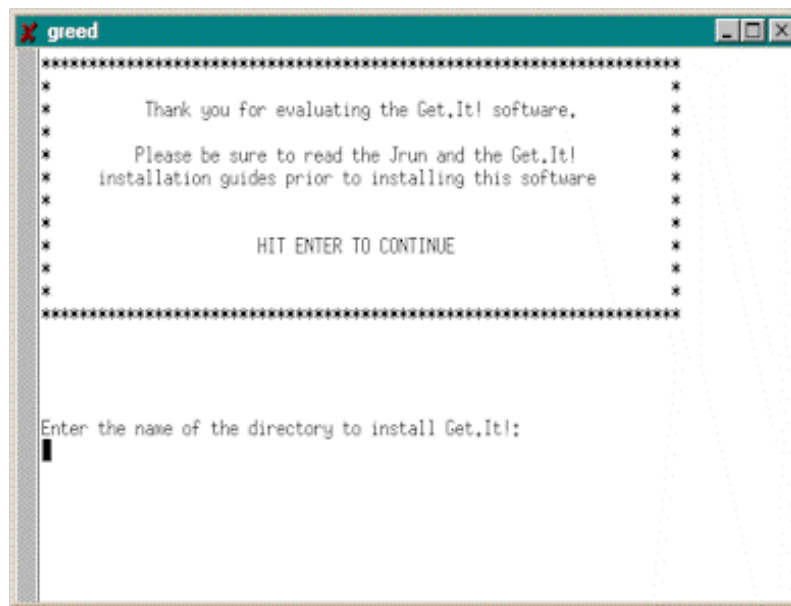 greed
******************************************************************
* *
* Thank you for evaluating the Get.It! software. *
* *
* Please be sure to read the Jrun and the Get.It! *
* installation guides prior to installing this software *
* *
* *
* HIT ENTER TO CONTINUE *
* *
* *
******************************************************************
Enter the name of the directory to install Get.It!: